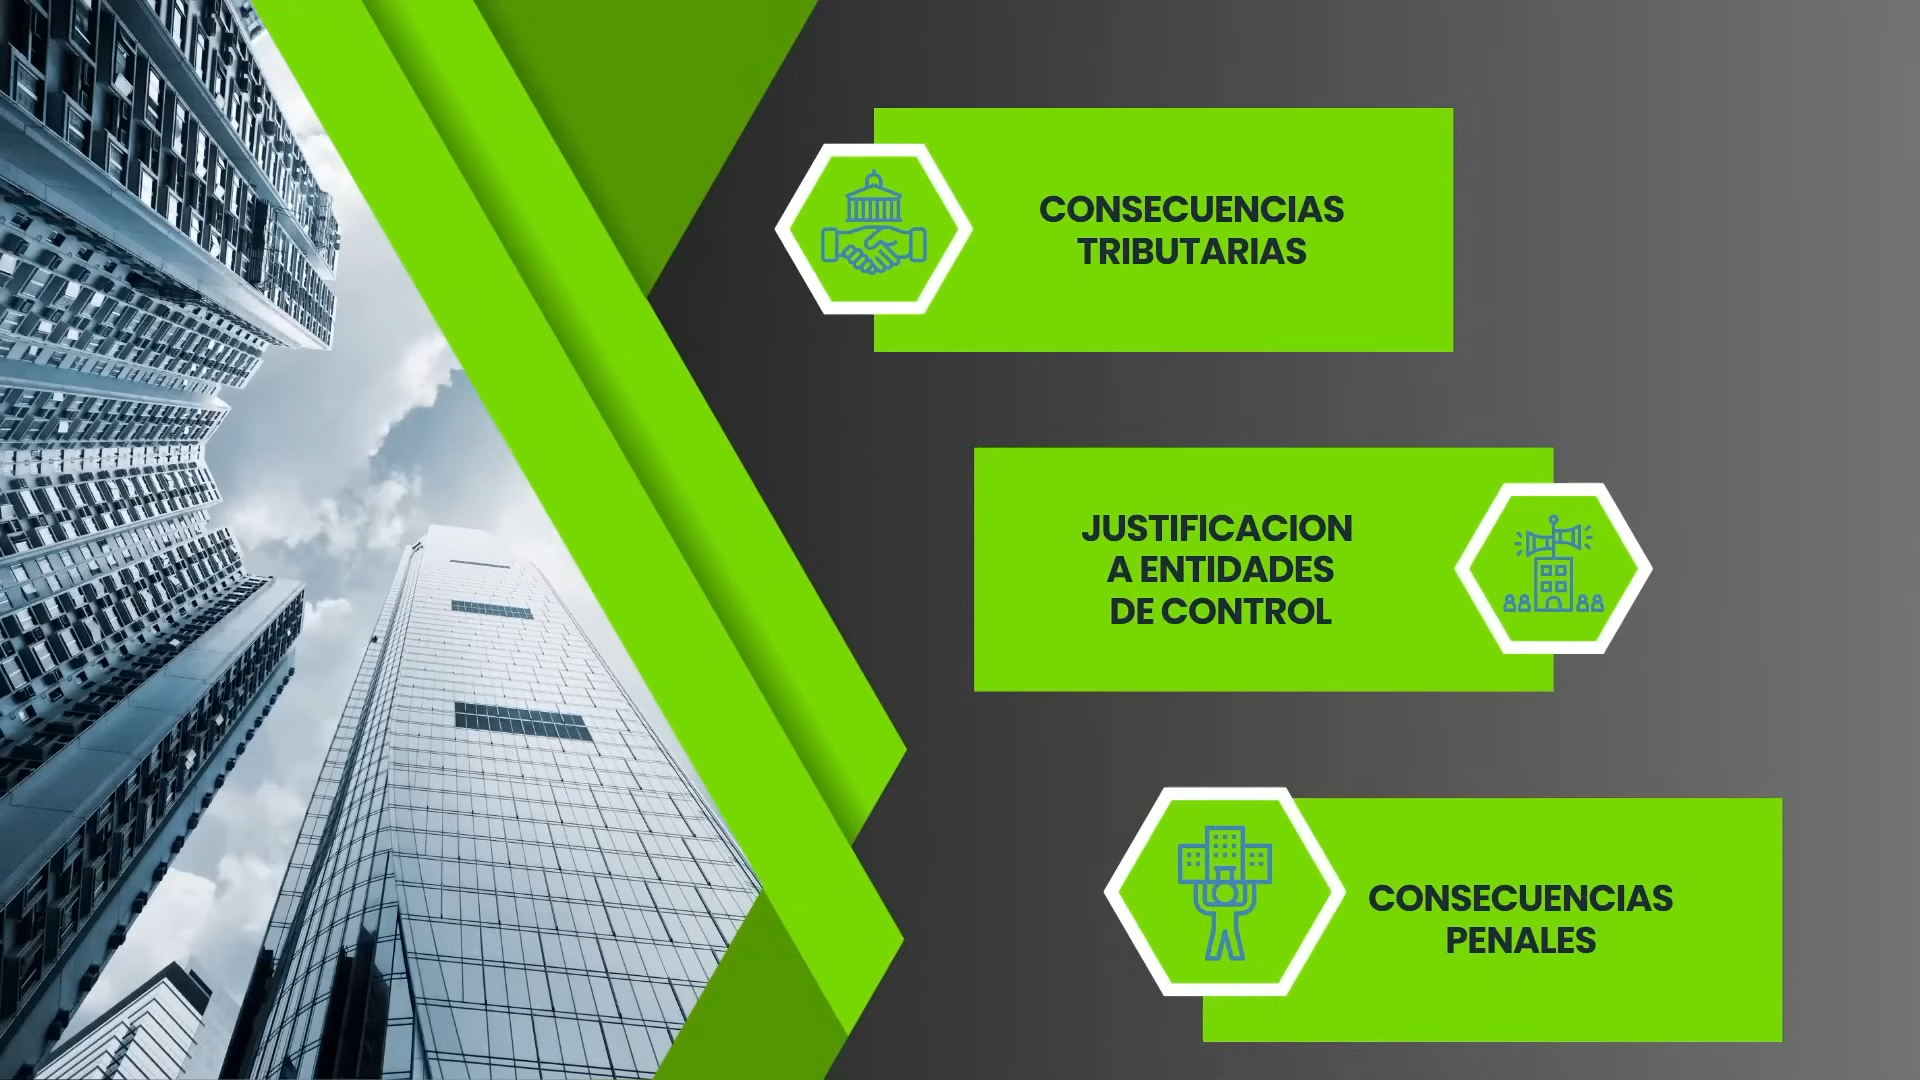 CONSECUENCIAS
TRIBUTARIAS
JUSTIFICACION
A ENTIDADES
DE CONTROL
CONSECUENCIAS
PENALES